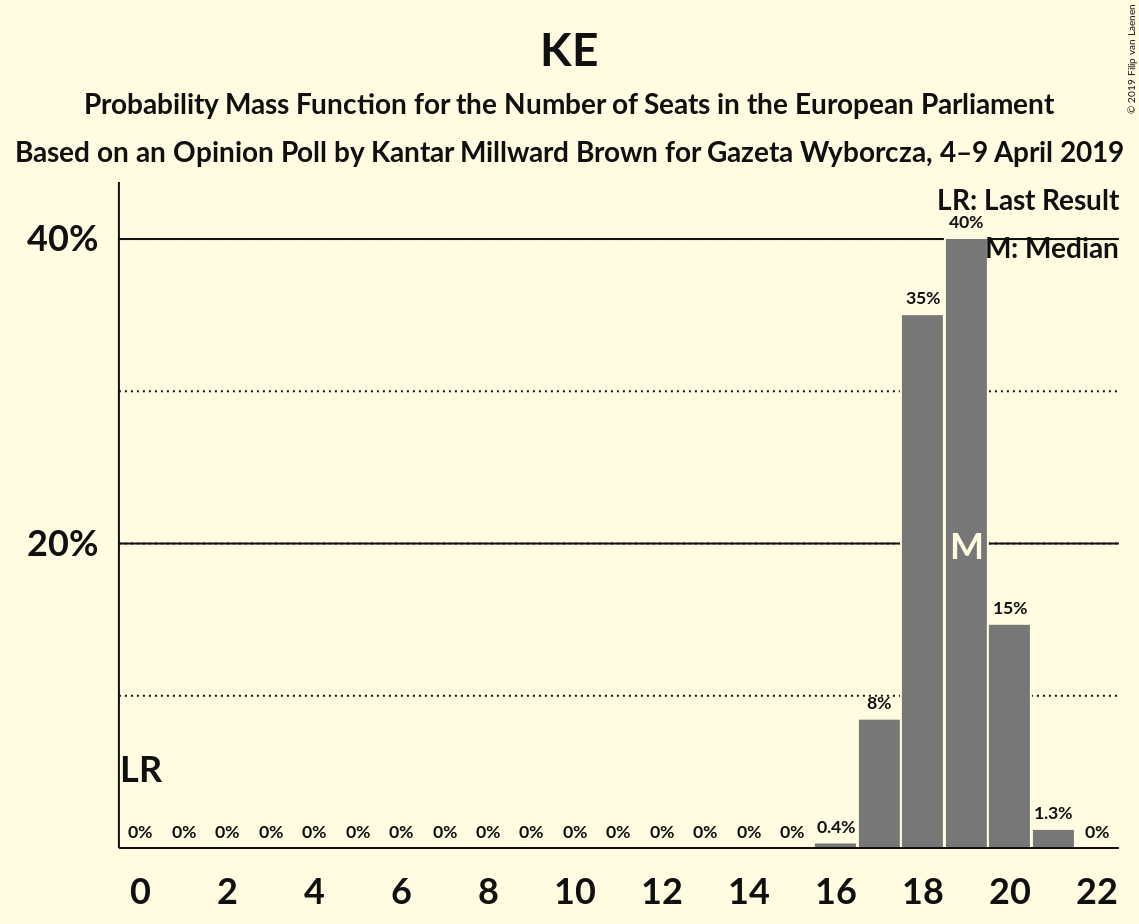 KE
Probability Mass Function for the Number of Seats in the European Parliament
Based on an Opinion Poll by Kantar Millward Brown for Gazeta Wyborcza, 4–9 April 2019
© 2019 Filip van Laenen
LR: Last Result
M: Median
40%
20%
40%
35%
M
15%
8%
LR
0% 0% 0% 0% 0% 0% 0% 0% 0% 0% 0% 0% 0% 0% 0% 0% 0.4% 1.3% 0%
0 2 4 6 8 10 12 14 16 18 20 22